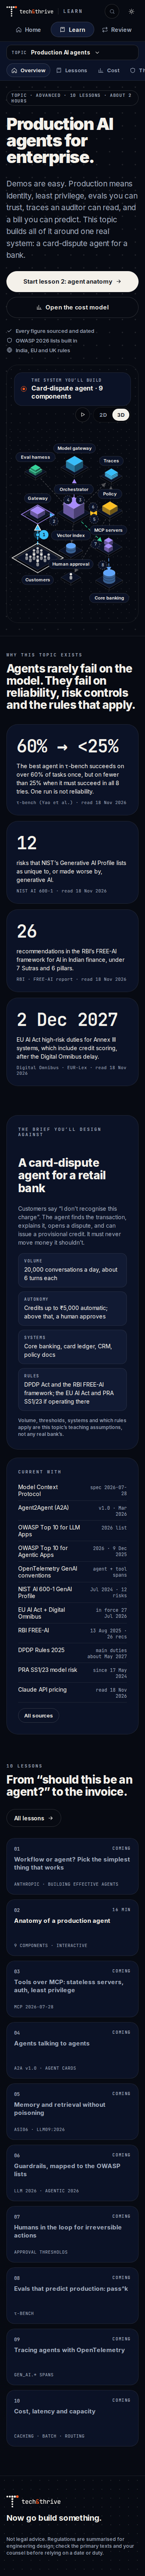 tech&thrive LEARN
Home Learn Review
TOPIC Production AI agents
Overview Lessons Cost
TOPIC · ADVANCED · 10 LESSONS · ABOUT 2 HOURS
Production AI
agents for
enterprise.
Demos are easy. Production means
identity, least privilege, evals you can
trust, traces an auditor can read, and
a bill you can predict. This topic
builds all of it around one real
system: a card-dispute agent for a
bank.
Start lesson 2: agent anatomy →
Open the cost model
Every figure sourced and dated
OWASP 2026 lists built in
India, EU and UK rules
THE SYSTEM YOU'LL BUILD
Card-dispute agent · 9
components
2D 3D
Model gateway
Eval harness
Traces
Orchestrator
Policy
Gateway
MCP servers
Vector index
Human approval
Customers
Core banking
WHY THIS TOPIC EXISTS
Agents rarely fail on the
model. They fail on
reliability, risk controls
and the rules that apply.
60% → <25%
The best agent in τ-bench succeeds on
over 60% of tasks once, but on fewer
than 25% when it must succeed in all 8
tries. One run is not reliability.
τ-bench (Yao et al.) · read 18 Nov 2026
12
risks that NIST's Generative AI Profile lists
as unique to, or made worse by,
generative AI.
NIST AI 600-1 · read 18 Nov 2026
26
recommendations in the RBI's FREE-AI
framework for AI in Indian finance, under
7 Sutras and 6 pillars.
RBI · FREE-AI report · read 18 Nov 2026
2 Dec 2027
EU AI Act high-risk duties for Annex III
systems, which include credit scoring,
after the Digital Omnibus delay.
Digital Omnibus · EUR-Lex · read 18 Nov
2026
THE BRIEF YOU'LL DESIGN
AGAINST
A card-dispute
agent for a retail
bank
Customers say "I don't recognise this
charge". The agent finds the transaction,
explains it, opens a dispute, and can
issue a provisional credit. It must never
move money it shouldn't.
VOLUME
20,000 conversations a day, about
6 turns each
AUTONOMY
Credits up to ₹5,000 automatic;
above that, a human approves
SYSTEMS
Core banking, card ledger, CRM,
policy docs
RULES
DPDP Act and the RBI FREE-AI
framework; the EU AI Act and PRA
SS1/23 if operating there
Volume, thresholds, systems and which rules
apply are this topic's teaching assumptions,
not any real bank's.
CURRENT WITH
Model Context Protocol spec 2026-07-28
Agent2Agent (A2A) v1.0 · Mar 2026
OWASP Top 10 for LLM Apps 2026 list
OWASP Top 10 for Agentic Apps 2026 · 9 Dec 2025
OpenTelemetry GenAI conventions agent + tool spans
NIST AI 600-1 GenAI Profile Jul 2024 · 12 risks
EU AI Act + Digital Omnibus in force 27 Jul 2026
RBI FREE-AI 13 Aug 2025 · 26 recs
DPDP Rules 2025 main duties about May 2027
PRA SS1/23 model risk since 17 May 2024
Claude API pricing read 18 Nov 2026
All sources
10 LESSONS
From "should this be an
agent?" to the invoice.
All lessons →
01 COMING
Workflow or agent? Pick the simplest
thing that works
ANTHROPIC · BUILDING EFFECTIVE AGENTS
02 16 MIN
Anatomy of a production agent
9 COMPONENTS · INTERACTIVE
03 COMING
Tools over MCP: stateless servers,
auth, least privilege
MCP 2026-07-28
04 COMING
Agents talking to agents
A2A v1.0 · AGENT CARDS
05 COMING
Memory and retrieval without
poisoning
ASI06 · LLM09:2026
06 COMING
Guardrails, mapped to the OWASP
lists
LLM 2026 · AGENTIC 2026
07 COMING
Humans in the loop for irreversible
actions
APPROVAL THRESHOLDS
08 COMING
Evals that predict production: pass^k
τ-BENCH
09 COMING
Tracing agents with OpenTelemetry
GEN_AI.* SPANS
10 COMING
Cost, latency and capacity
CACHING · BATCH · ROUTING
tech&thrive
Now go build something.
Not legal advice. Regulations are summarised for
engineering design; check the primary texts and your
counsel before relying on a date or duty.